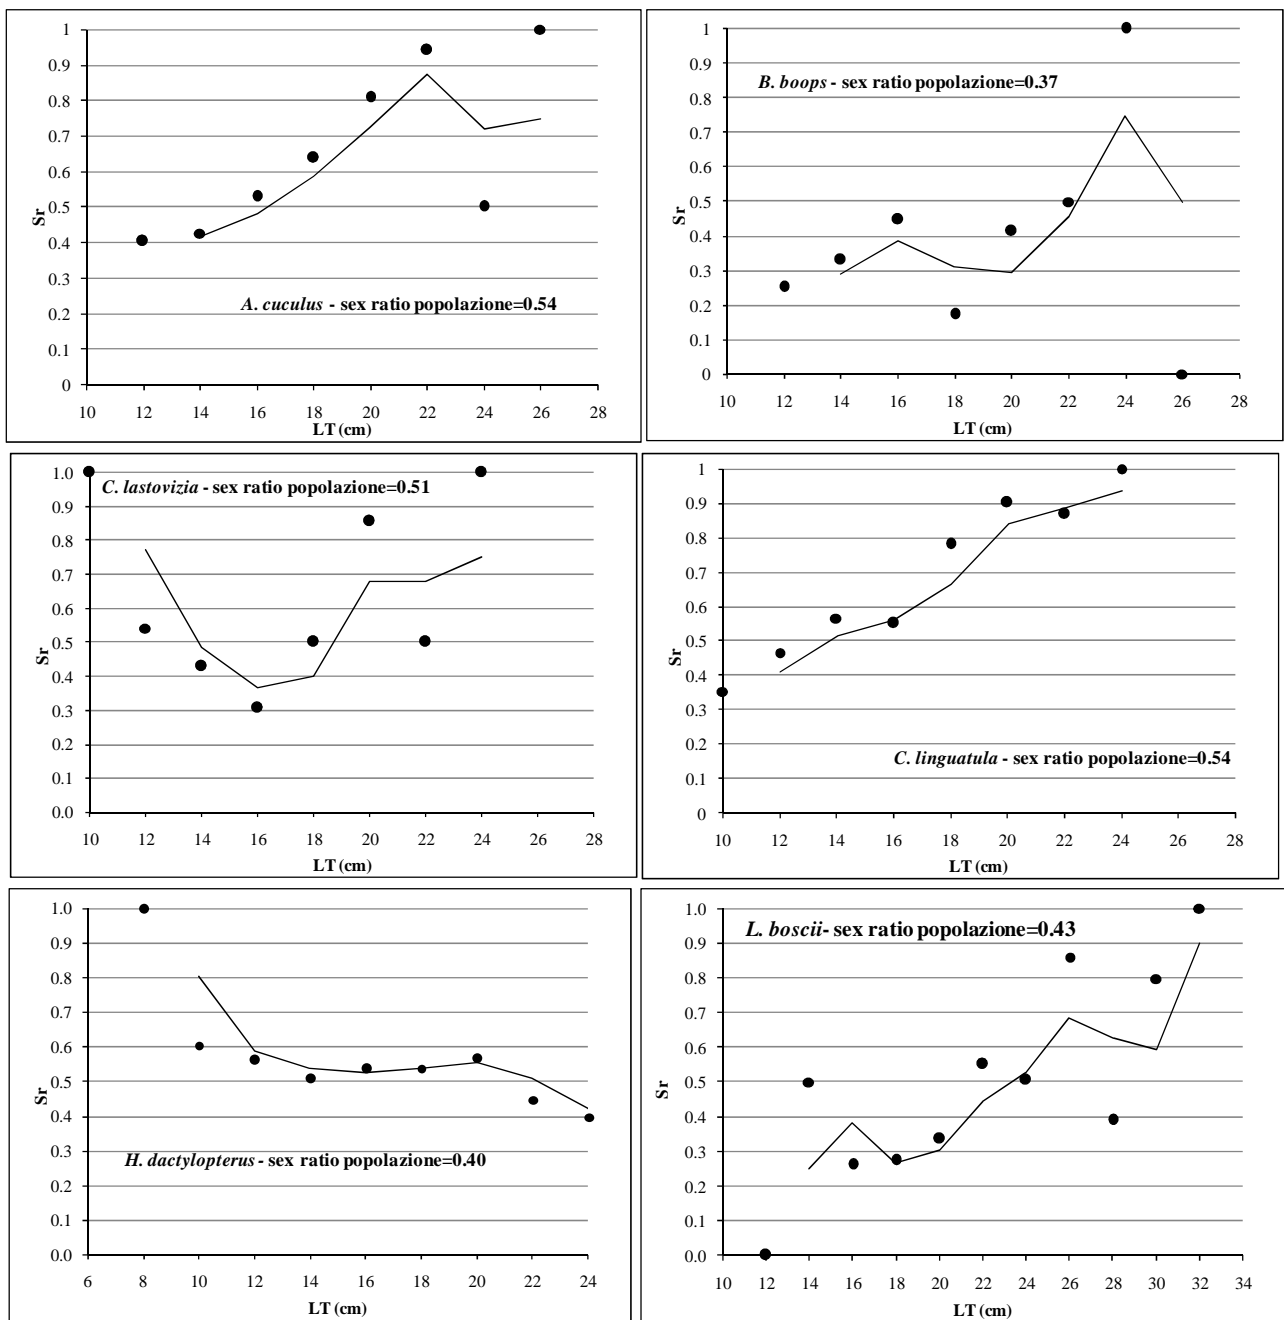 1
0.9
0.8
0.7
0.6
0.5
0.4
0.3
0.2
0.1
0
Sr
A. cuculus - sex ratio popolazione=0.54
10 12 14 16 18 20 22 24 26 28
LT (cm)
1
0.9
0.8
0.7
0.6
0.5
0.4
0.3
0.2
0.1
0
Sr
B. boops - sex ratio popolazione=0.37
10 12 14 16 18 20 22 24 26 28
LT (cm)
1.0
0.9
0.8
0.7
0.6
0.5
0.4
0.3
0.2
0.1
0.0
Sr
C. lastovizia - sex ratio popolazione=0.51
10 12 14 16 18 20 22 24 26 28
LT (cm)
1
0.9
0.8
0.7
0.6
0.5
0.4
0.3
0.2
0.1
0
Sr
C. linguatula - sex ratio popolazione=0.54
10 12 14 16 18 20 22 24 26 28
LT (cm)
1.0
0.9
0.8
0.7
0.6
0.5
0.4
0.3
0.2
0.1
0.0
Sr
H. dactylopterus - sex ratio popolazione=0.40
6 8 10 12 14 16 18 20 22 24
LT (cm)
1.0
0.9
0.8
0.7
0.6
0.5
0.4
0.3
0.2
0.1
0.0
Sr
L. boscii- sex ratio popolazione=0.43
10 12 14 16 18 20 22 24 26 28 30 32 34
LT (cm)